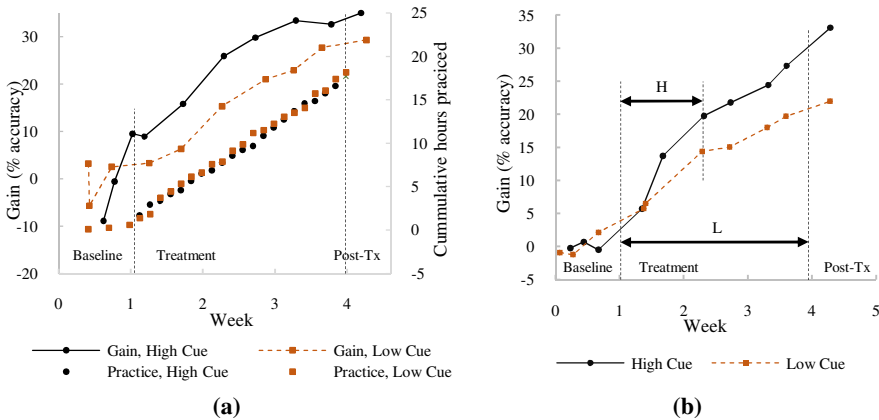 40
30
20
10
0
-10
-20
Gain (% accuracy)
25
20
15
10
5
0
-5
Cummulative hours praciced
Baseline Treatment Post-Tx
0 1 2 3 4
Week
Gain, High Cue Gain, Low Cue
Practice, High Cue Practice, Low Cue
(a)
35
30
25
20
15
10
5
0
-5
Gain (% accuracy)
H
L
Baseline Treatment Post-Tx
0 1 2 3 4 5
Week
High Cue Low Cue
(b)